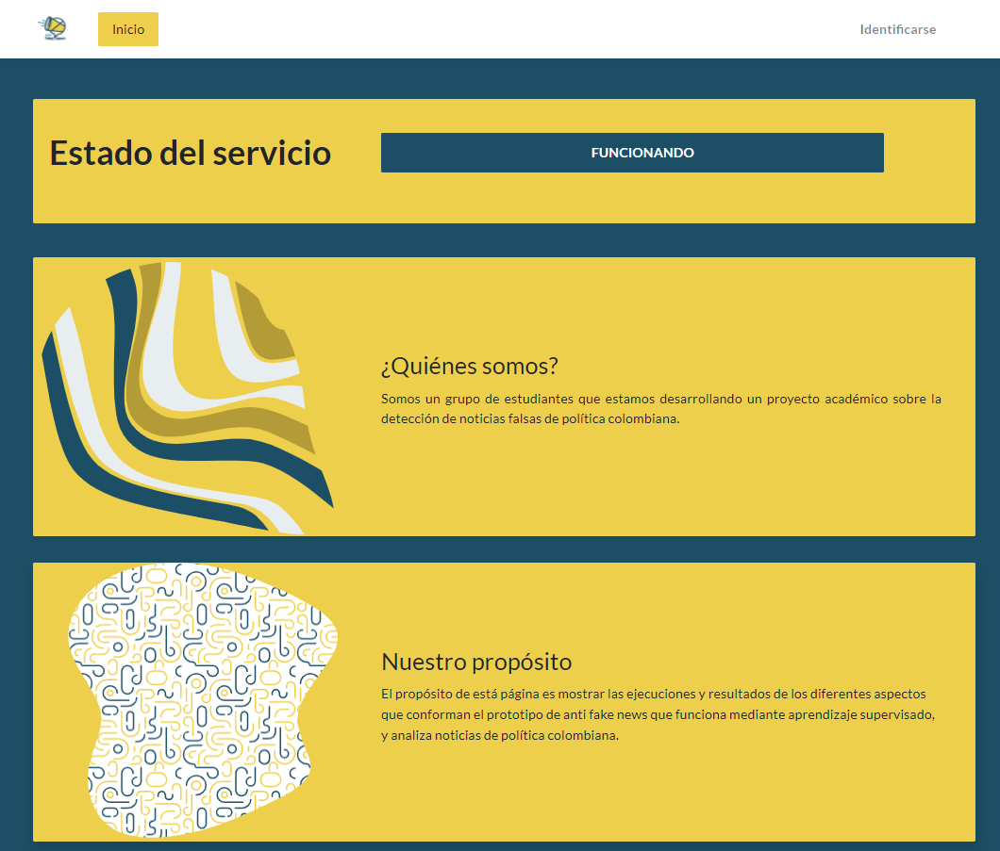 Inicio
Identificarse
Estado del servicio
FUNCIONANDO
¿Quiénes somos?
Somos un grupo de estudiantes que estamos desarrollando un proyecto académico sobre la
detección de noticias falsas de política colombiana.
Nuestro propósito
El propósito de está página es mostrar las ejecuciones y resultados de los diferentes aspectos
que conforman el prototipo de anti fake news que funciona mediante aprendizaje supervisado,
y analiza noticias de política colombiana.